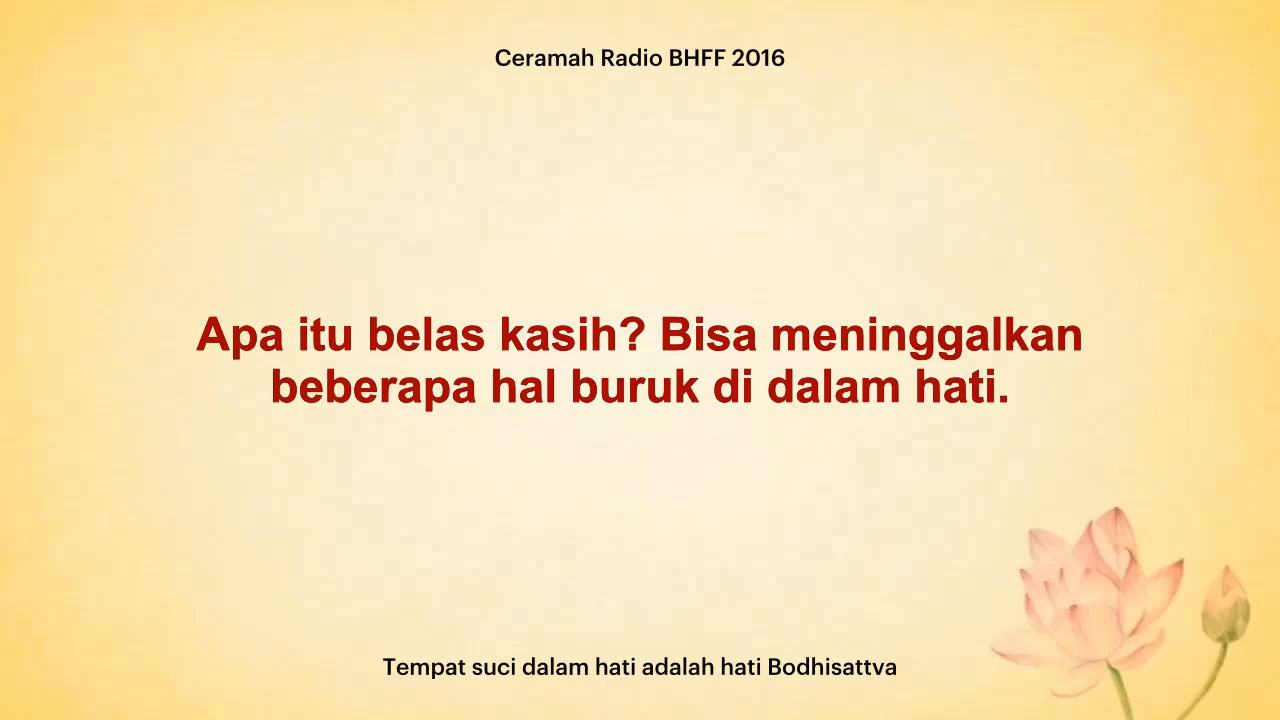 Ceramah Radio BHFF 2016
Apa itu belas kasih? Bisa meninggalkan
beberapa hal buruk di dalam hati.
Tempat suci dalam hati adalah hati Bodhisattva